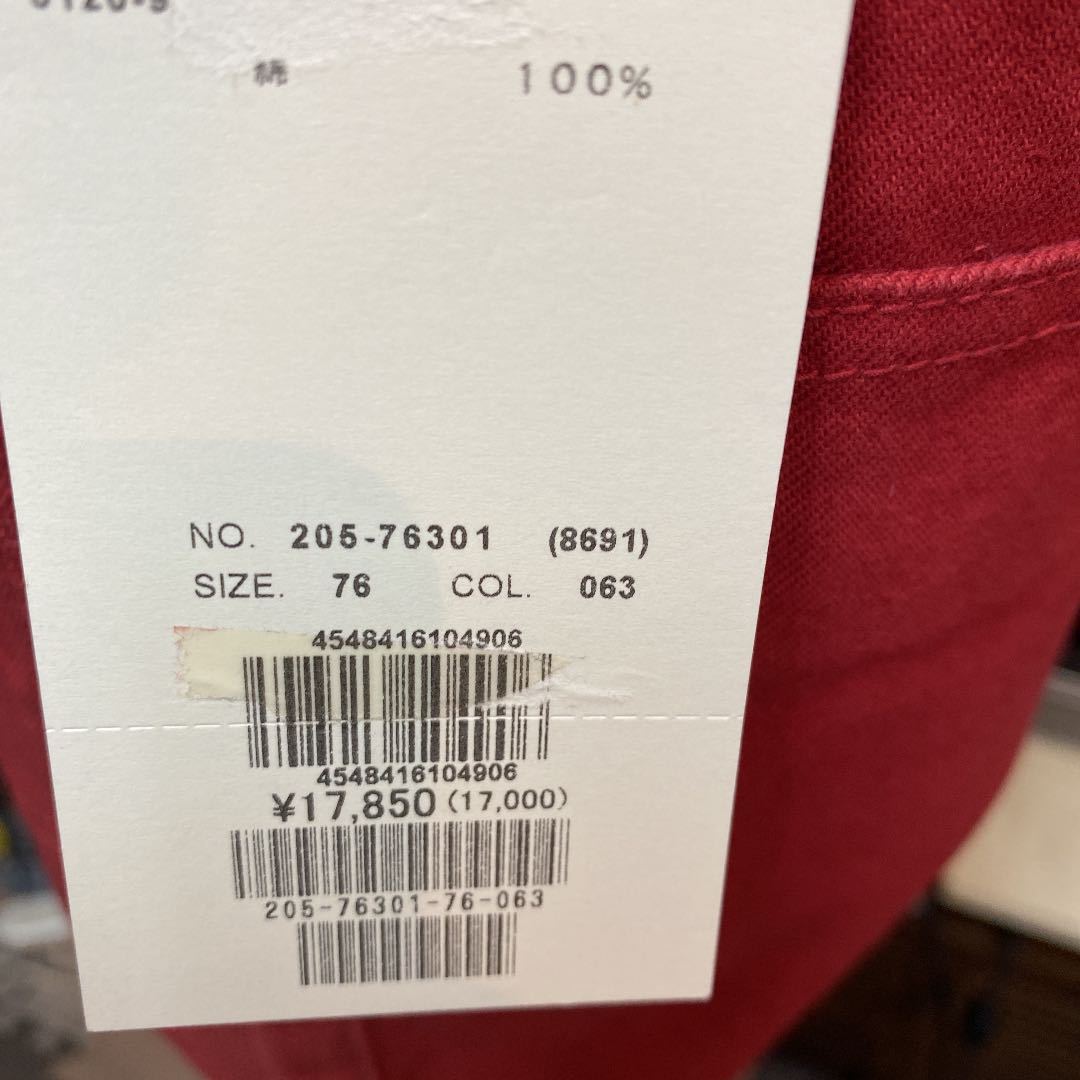 綿 100%
NO. 205-76301 (8691)
SIZE. 76 COL. 063
4548416104906
4548416104906
¥17,850 (17,000)
205-76301-76-063